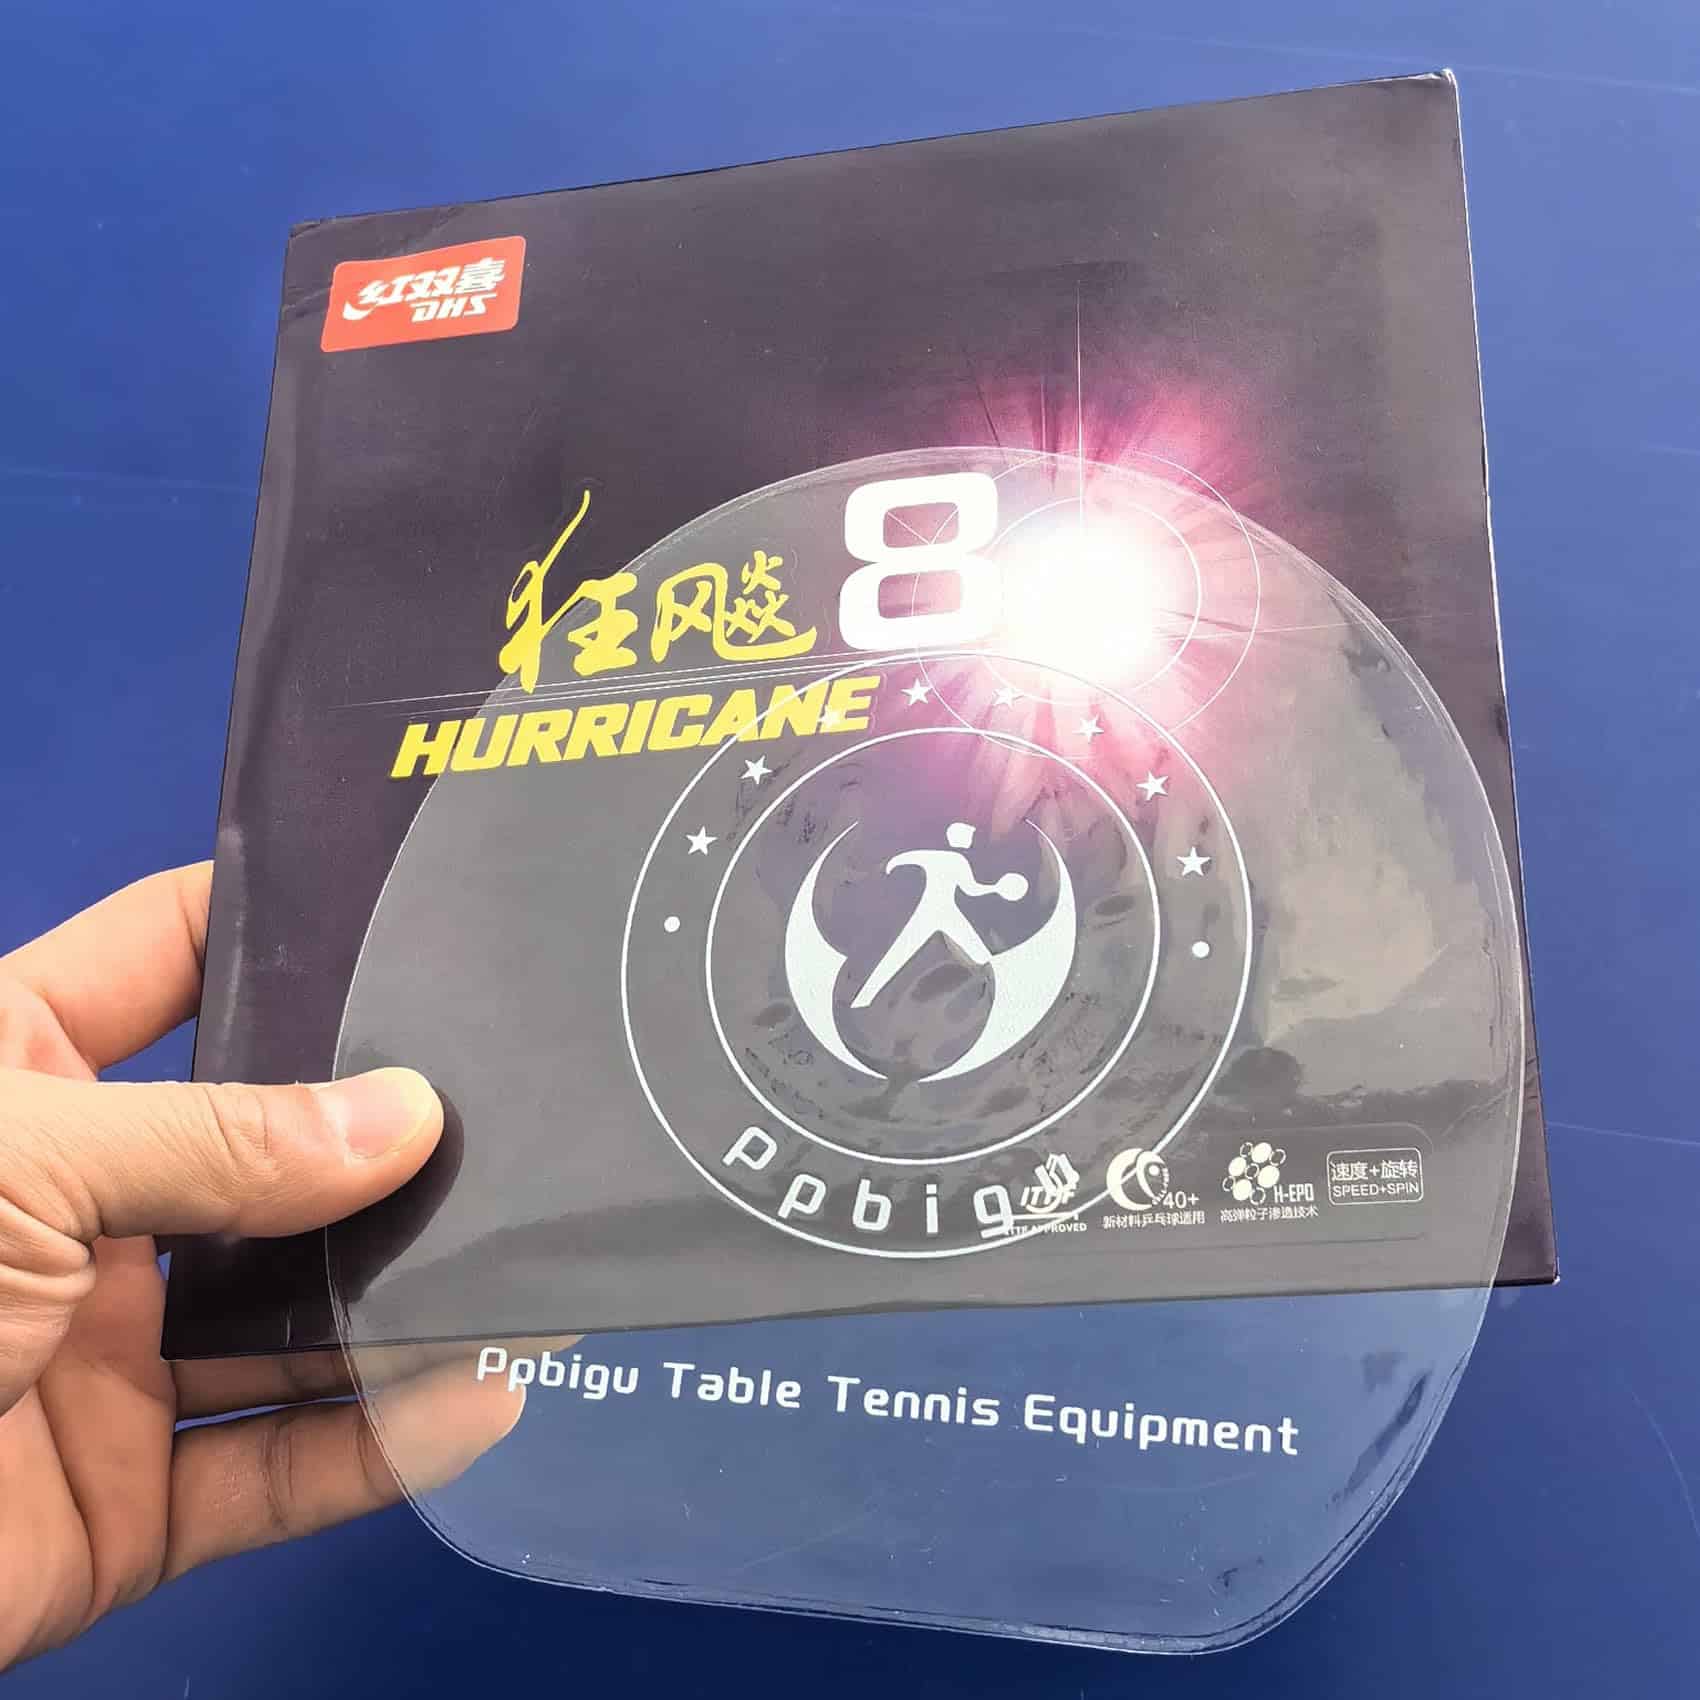 红双喜
DHS
狂飚8
HURRICANE
Ppbigu
ITTF
ITTF APPROVED
40+
新材料乒乓球适用
H-EPO
高弹粒子渗透技术
速度+旋转
SPEED+SPIN
Ppbigu Table Tennis Equipment